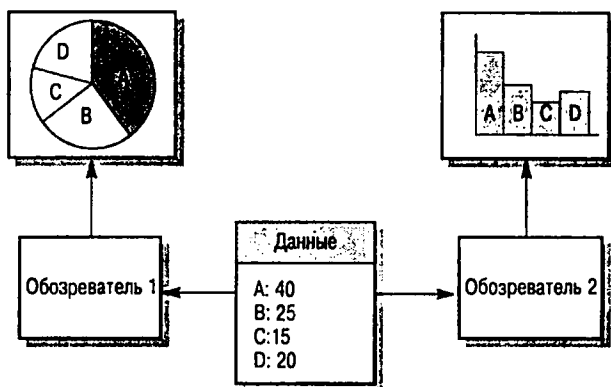 D
A
C
B
A
B
C
D
Данные
Обозреватель 1
A: 40
B: 25
C:15
D: 20
Обозреватель 2